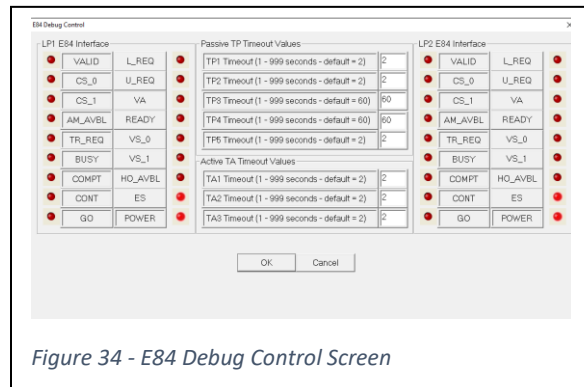 E84 Debug Control
LP1 E84 Interface
VALID L_REQ
CS_0 U_REQ
CS_1 VA
AM_AVBL READY
TR_REQ VS_0
BUSY VS_1
COMPT HO_AVBL
CONT ES
GO POWER
Passive TP Timeout Values
TP1 Timeout (1 - 999 seconds - default = 2) 2
TP2 Timeout (1 - 999 seconds - default = 2) 2
TP3 Timeout (1 - 999 seconds - default = 60) 60
TP4 Timeout (1 - 999 seconds - default = 60) 60
TP5 Timeout (1 - 999 seconds - default = 2) 2
Active TA Timeout Values
TA1 Timeout (1 - 999 seconds - default = 2) 2
TA2 Timeout (1 - 999 seconds - default = 2) 2
TA3 Timeout (1 - 999 seconds - default = 2) 2
LP2 E84 Interface
VALID L_REQ
CS_0 U_REQ
CS_1 VA
AM_AVBL READY
TR_REQ VS_0
BUSY VS_1
COMPT HO_AVBL
CONT ES
GO POWER
OK Cancel
Figure 34 - E84 Debug Control Screen